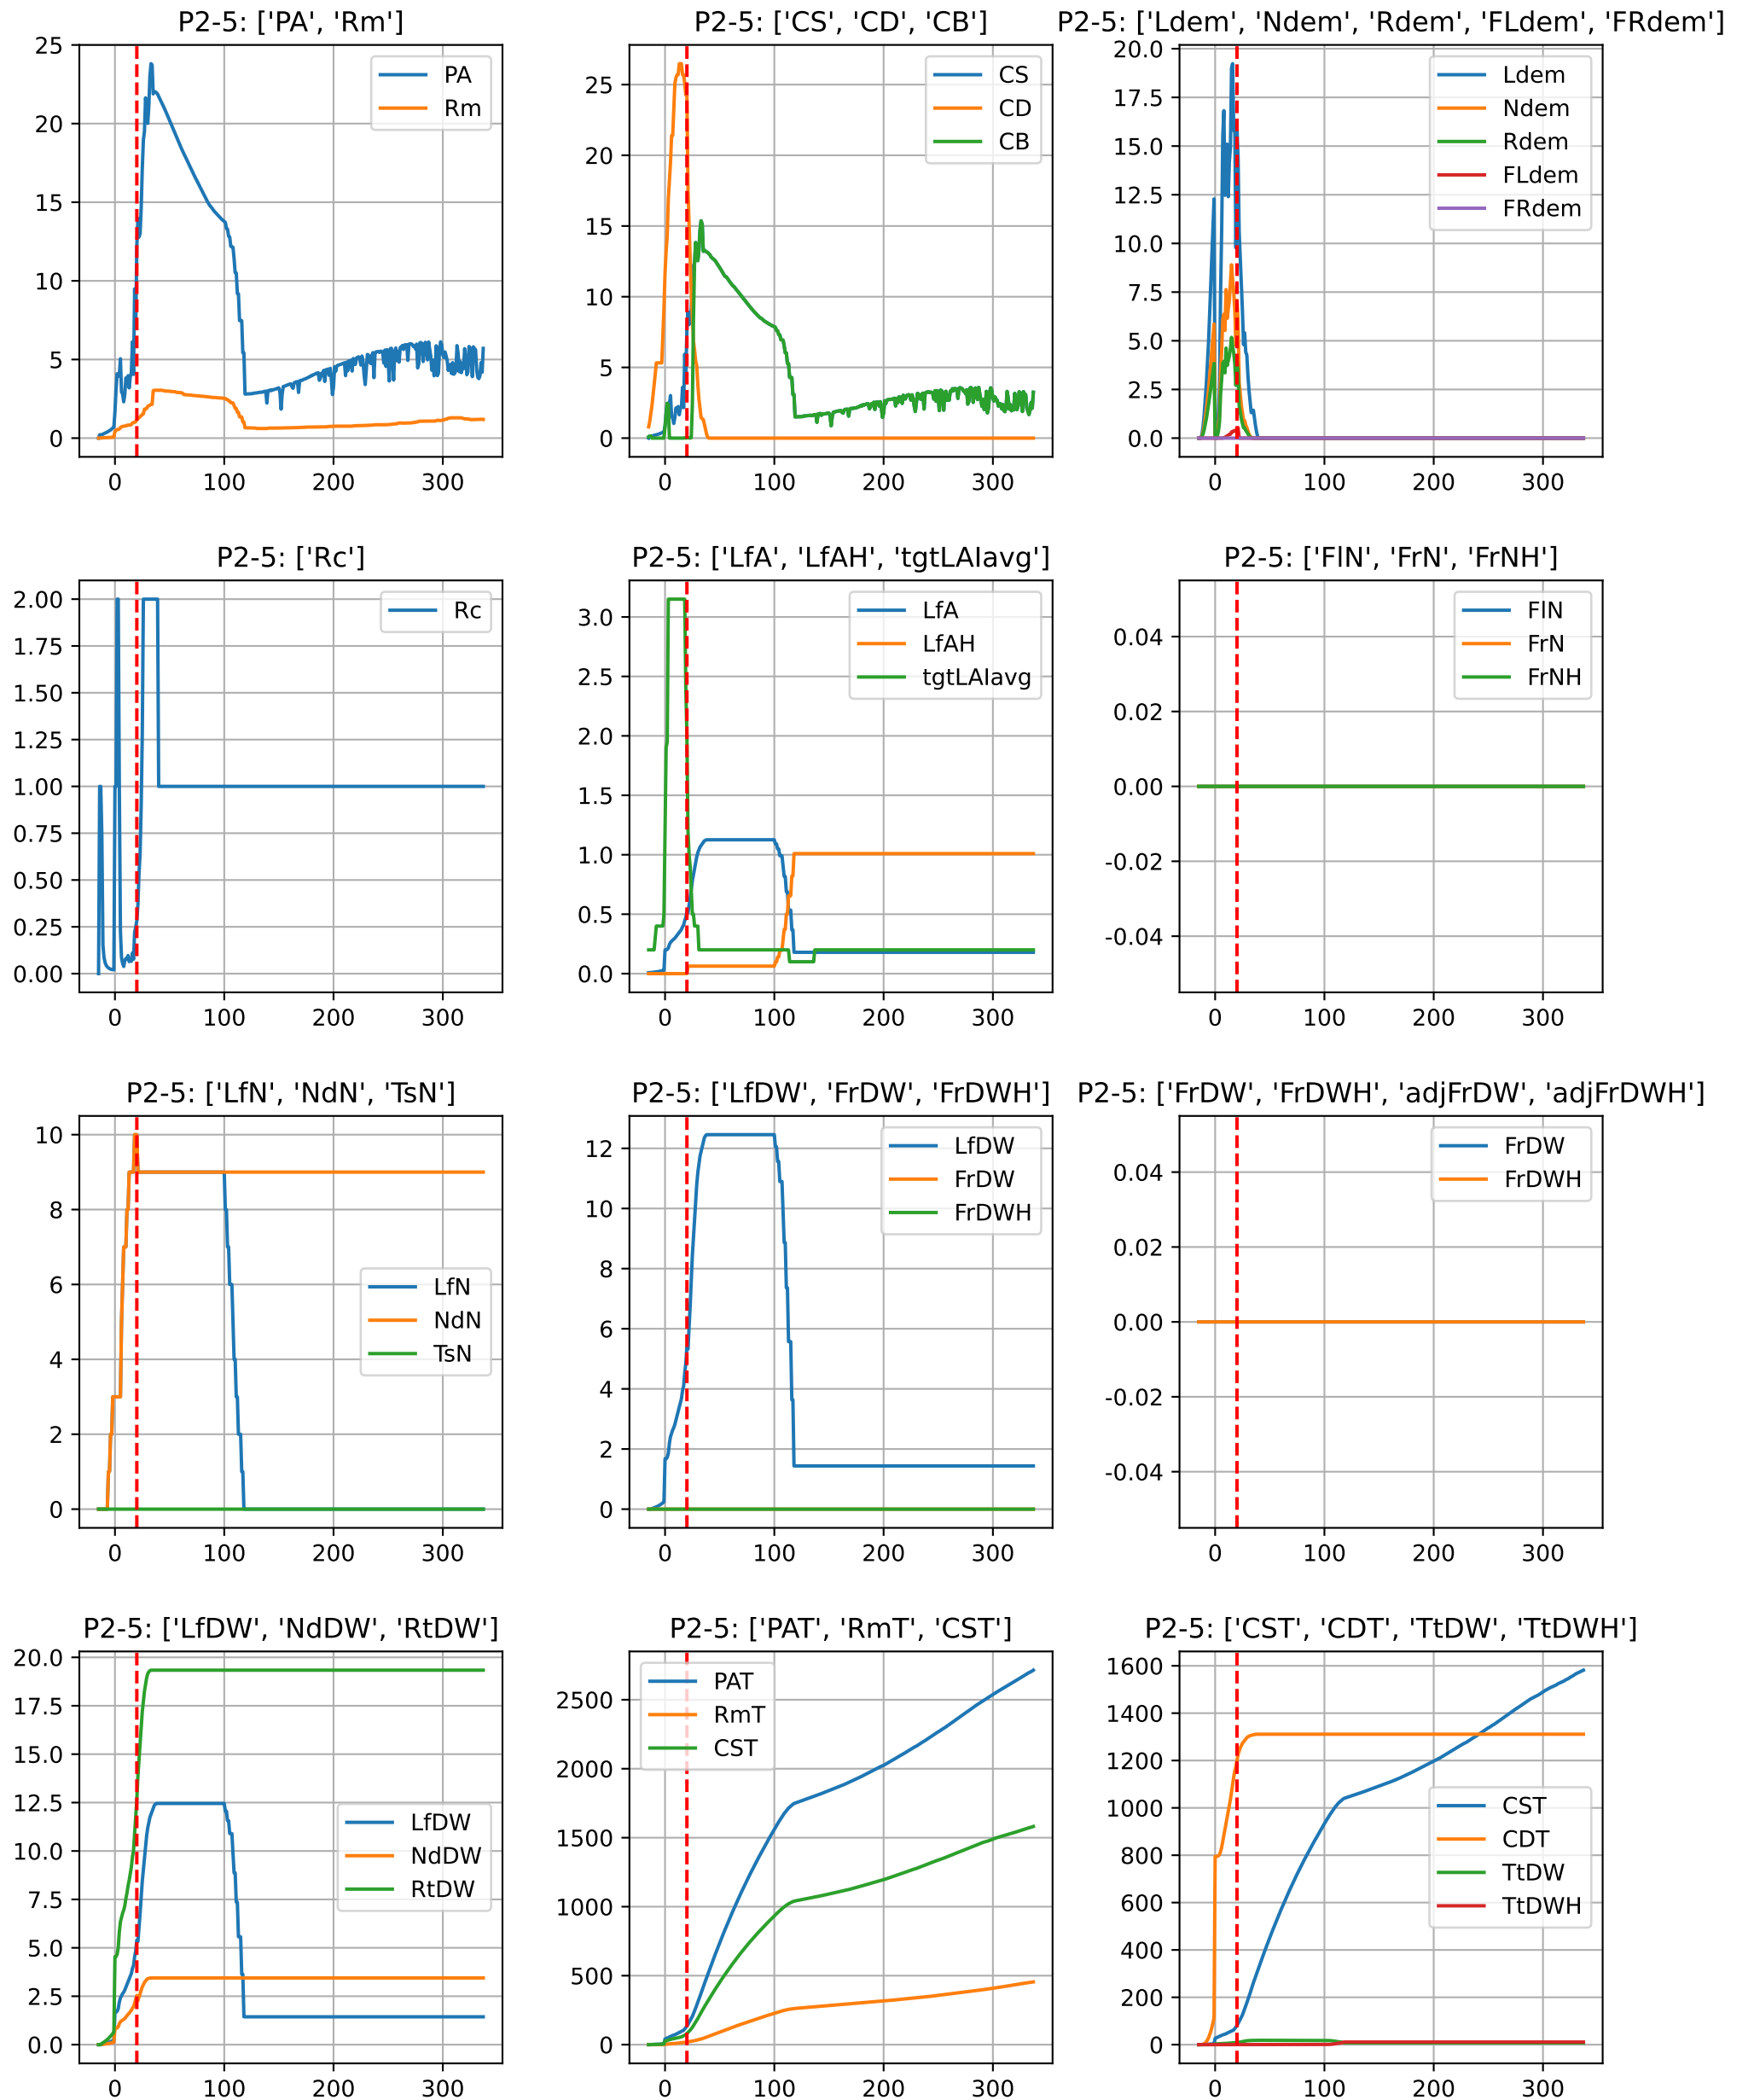 P2-5: ['PA', 'Rm']
25
20
15
10
5
0
0 100 200 300
PA
Rm
P2-5: ['CS', 'CD', 'CB']
25
20
15
10
5
0
0 100 200 300
CS
CD
CB
P2-5: ['Ldem', 'Ndem', 'Rdem', 'FLdem', 'FRdem']
20.0
17.5
15.0
12.5
10.0
7.5
5.0
2.5
0.0
0 100 200 300
Ldem
Ndem
Rdem
FLdem
FRdem
P2-5: ['Rc']
2.00
1.75
1.50
1.25
1.00
0.75
0.50
0.25
0.00
0 100 200 300
Rc
P2-5: ['LfA', 'LfAH', 'tgtLAIavg']
3.0
2.5
2.0
1.5
1.0
0.5
0.0
0 100 200 300
LfA
LfAH
tgtLAIavg
P2-5: ['FlN', 'FrN', 'FrNH']
0.04
0.02
0.00
-0.02
-0.04
0 100 200 300
FlN
FrN
FrNH
P2-5: ['LfN', 'NdN', 'TsN']
10
8
6
4
2
0
0 100 200 300
LfN
NdN
TsN
P2-5: ['LfDW', 'FrDW', 'FrDWH']
12
10
8
6
4
2
0
0 100 200 300
LfDW
FrDW
FrDWH
P2-5: ['FrDW', 'FrDWH', 'adjFrDW', 'adjFrDWH']
0.04
0.02
0.00
-0.02
-0.04
0 100 200 300
FrDW
FrDWH
P2-5: ['LfDW', 'NdDW', 'RtDW']
20.0
17.5
15.0
12.5
10.0
7.5
5.0
2.5
0.0
0 100 200 300
LfDW
NdDW
RtDW
P2-5: ['PAT', 'RmT', 'CST']
2500
2000
1500
1000
500
0
0 100 200 300
PAT
RmT
CST
P2-5: ['CST', 'CDT', 'TtDW', 'TtDWH']
1600
1400
1200
1000
800
600
400
200
0
0 100 200 300
CST
CDT
TtDW
TtDWH